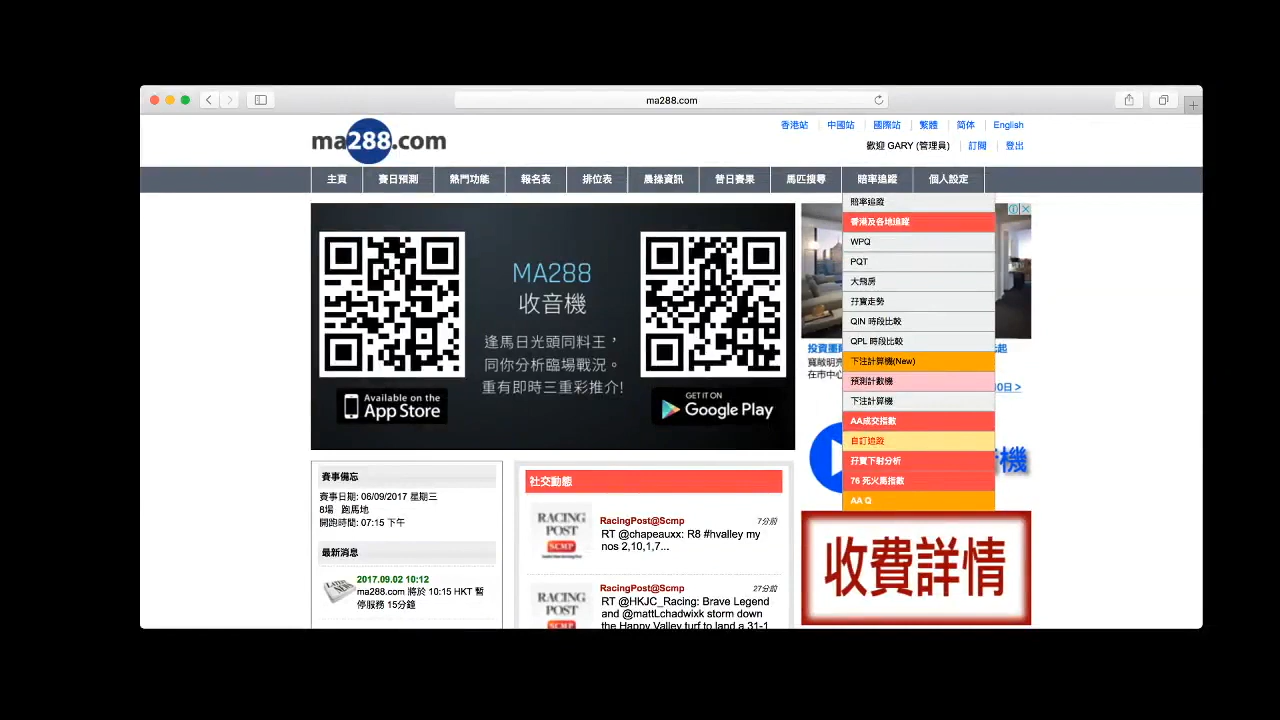 ma288.com
ma288.com
香港站 中國站 國際站 繁體 简体 English
歡迎 GARY (管理員) 訂閱 登出
主頁 賽日預測 熱門功能 報名表 排位表 晨操資訊 昔日賽果 馬匹搜尋 賠率追蹤 個人設定
賠率追蹤
香港及各地追蹤
WPQ
PQT
大飛房
孖寶走勢
QIN 時段比較
QPL 時段比較
下注計算機(New)
預測計數機
下注計算機
AA成交指數
自訂追蹤
孖寶下射分析
76 死火馬指數
AA Q
MA288
收音機
逢馬日光頭同料王，
同你分析臨場戰況。
重有即時三重彩推介!
Available on the
App Store
GET IT ON
Google Play
元起
在市中心
10日 >
機
收費詳情
賽事備忘
賽事日期: 06/09/2017 星期三
8場 跑馬地
開跑時間: 07:15 下午
最新消息
2017.09.02 10:12
ma288.com 將於 10:15 HKT 暫
停服務 15分鐘
社交動態
RACING
POST
SCMP
RacingPost@Scmp 7分前
RT @chapeauxx: R8 #hvalley my
nos 2,10,1,7...
RACING
POST
SCMP
RacingPost@Scmp 27分前
RT @HKJC_Racing: Brave Legend
and @mattLchadwixk storm down
the Happy Valley turf to land a 31-1